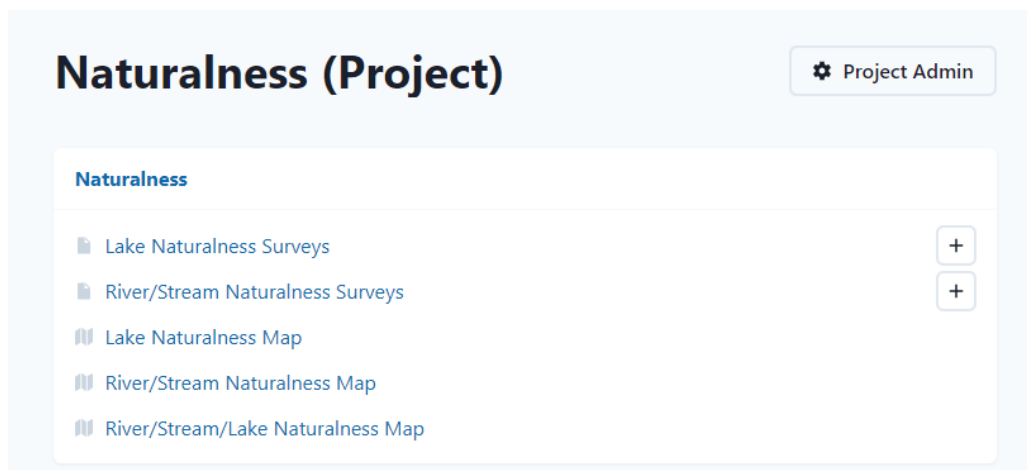 Naturalness (Project)
Project Admin
Naturalness
Lake Naturalness Surveys
+
River/Stream Naturalness Surveys
+
Lake Naturalness Map
River/Stream Naturalness Map
River/Stream/Lake Naturalness Map